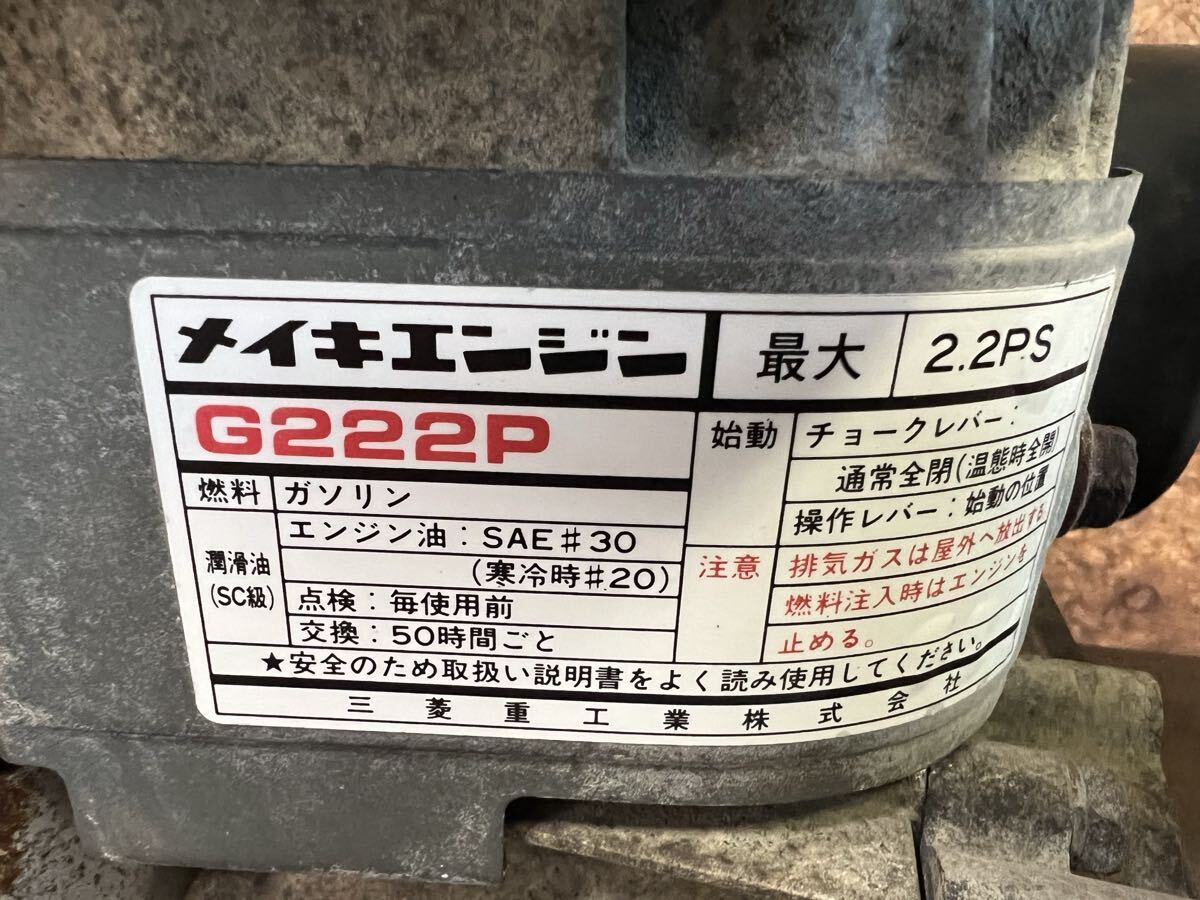 メイキエンジン
最大
2.2PS
G222P
燃料
ガソリン
潤滑油
(SC級)
エンジン油:SAE#30
(寒冷時#20)
点検:毎使用前
交換:50時間ごと
始動
チョークレバー:
通常全閉(温態時全開)
操作レバー:始動の位置
注意
排気ガスは屋外へ放出する。
燃料注入時はエンジンを
止める。
★安全のため取扱い説明書をよく読み使用してください。
三菱重工業株式会社